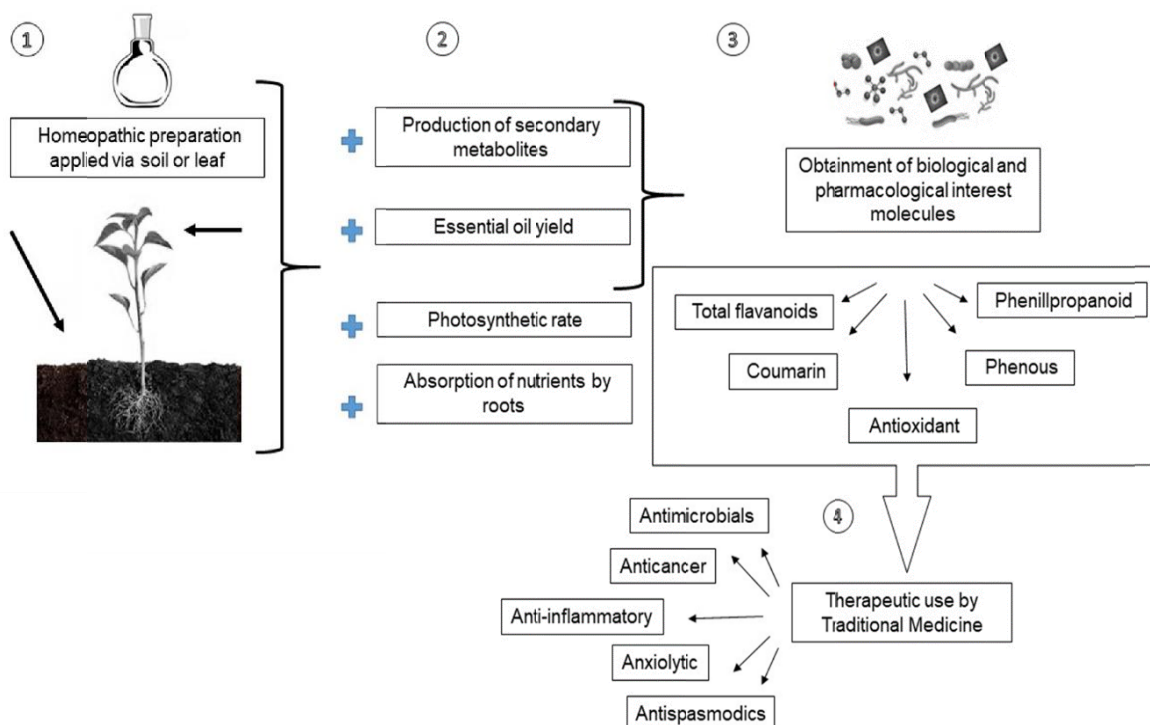 1
Homeopathic preparation
applied via soil or leaf
2
Production of secondary
metabolites
Essential oil yield
Photosynthetic rate
Absorption of nutrients by
roots
3
Obtainment of biological and
pharmacological interest
molecules
Total flavanoids
Phenillpropanoid
Coumarin
Phenous
Antioxidant
4
Therapeutic use by
Traditional Medicine
Antimicrobials
Anticancer
Anti-inflammatory
Anxiolytic
Antispasmodics